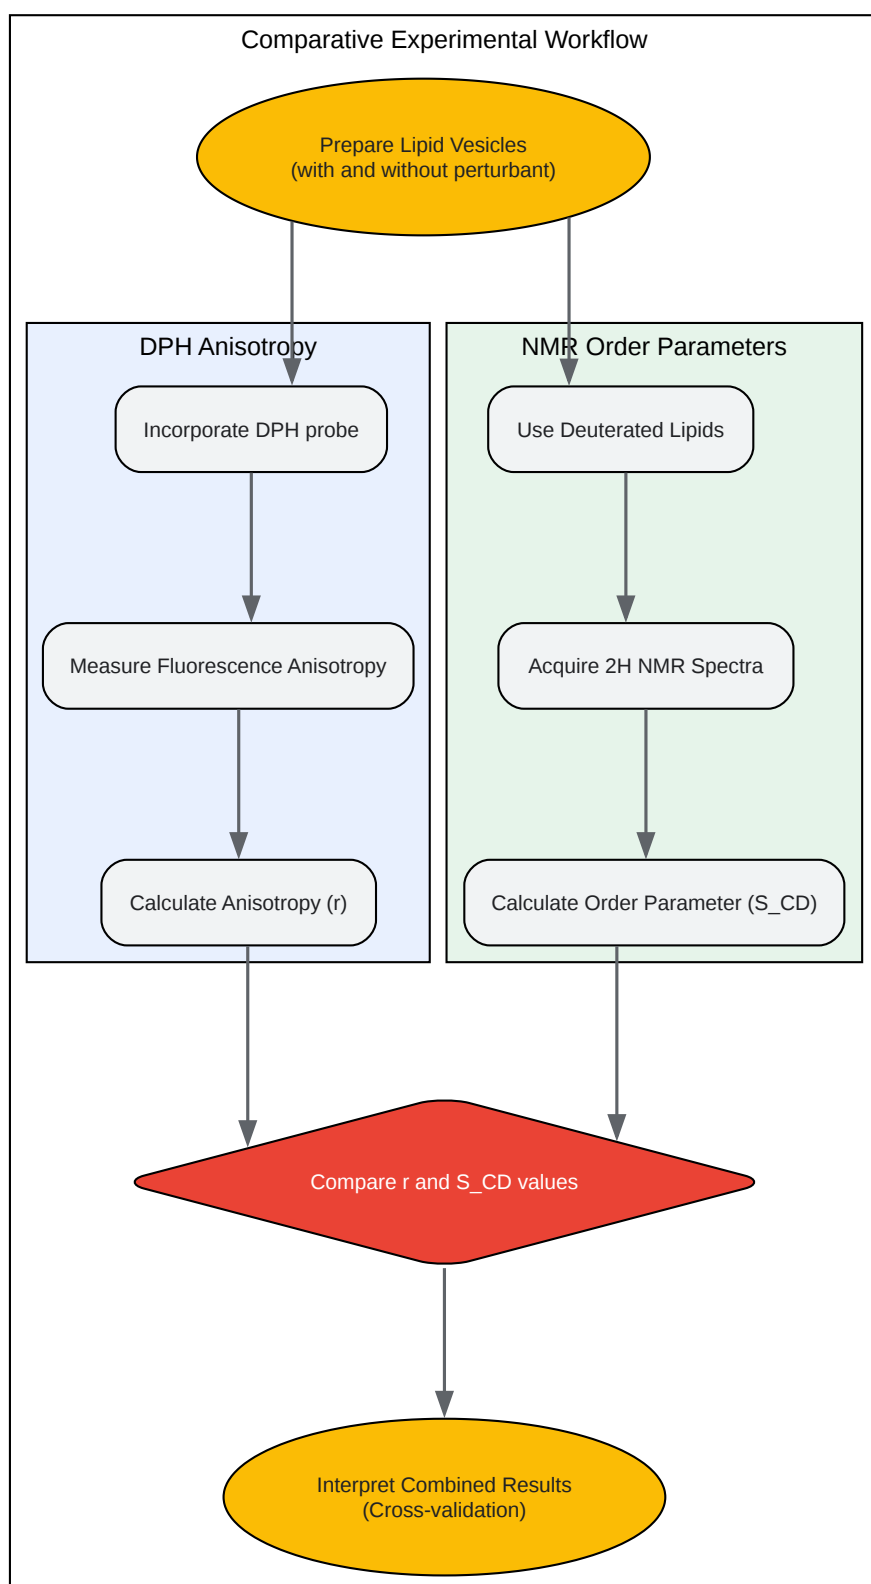 Comparative Experimental Workflow
Prepare Lipid Vesicles
(with and without perturbant)
DPH Anisotropy
Incorporate DPH probe
Measure Fluorescence Anisotropy
Calculate Anisotropy (r)
NMR Order Parameters
Use Deuterated Lipids
Acquire 2H NMR Spectra
Calculate Order Parameter (S_CD)
Compare r and S_CD values
Interpret Combined Results
(Cross-validation)